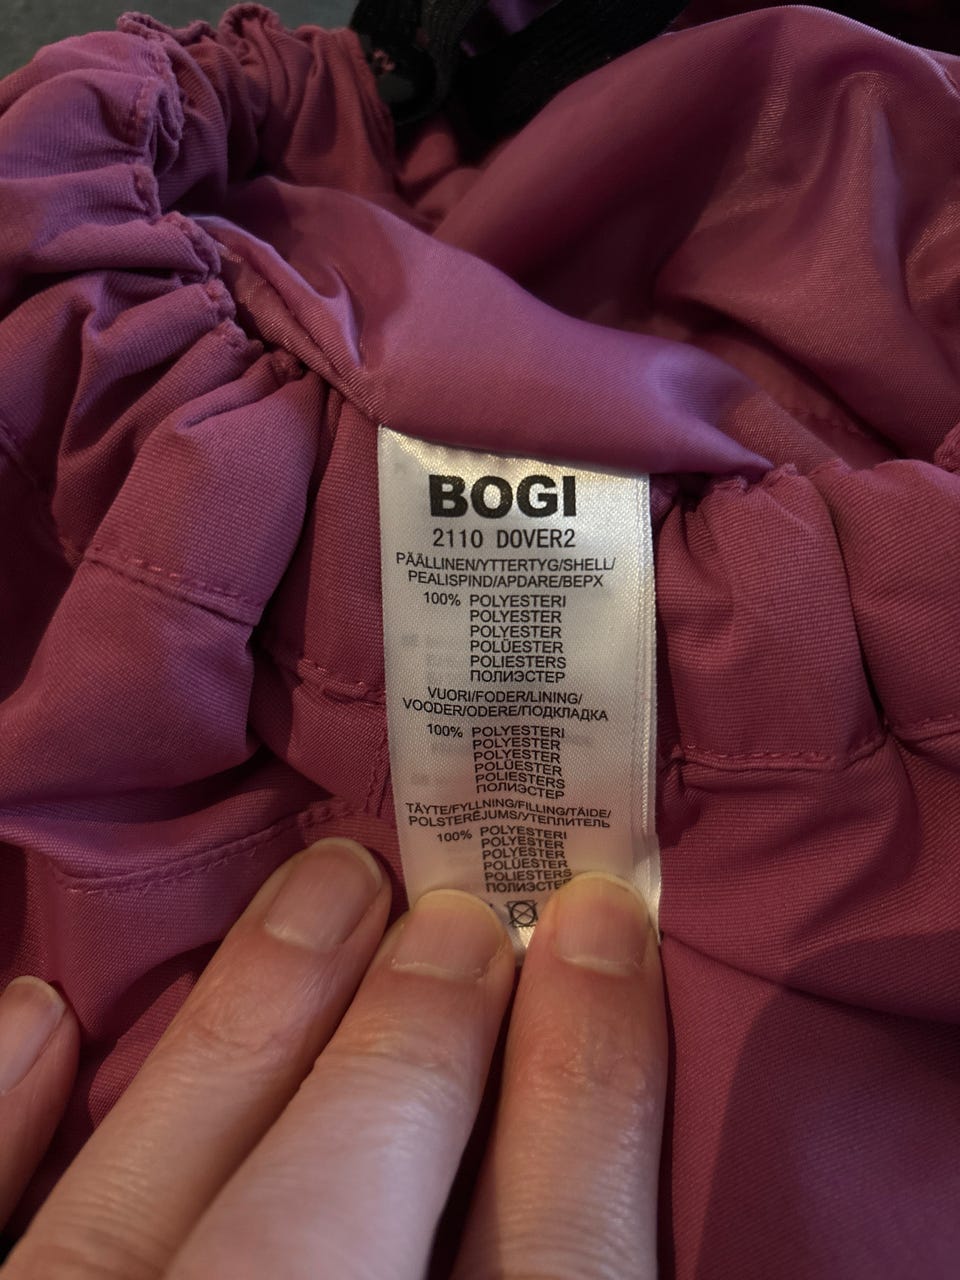 BOGI
2110 DOVER2
PÄÄLLINEN/YTTERTYG/SHELL/
PEALISPIND/APDARE/ВЕРХ
100% POLYESTERI
POLYESTER
POLYESTER
POLÜESTER
POLIESTERS
ПОЛИЭСТЕР
VUORI/FODER/LINING/
VOODER/ODERE/ПОДКЛАДКА
100% POLYESTERI
POLYESTER
POLYESTER
POLÜESTER
POLIESTERS
ПОЛИЭСТЕР
TÄYTE/FYLLNING/FILLING/TÄIDE/
POLSTERĒJUMS/УТЕПЛИТЕЛЬ
100% POLYESTERI
POLYESTER
POLYESTER
POLÜESTER
POLIESTERS
ПОЛИЭСТЕР